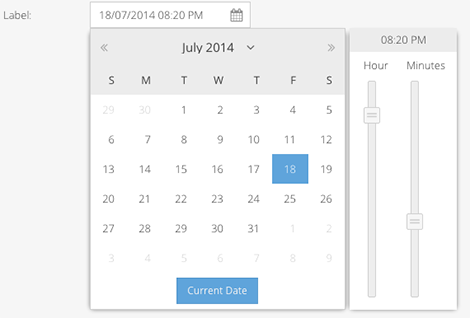 Label: 18/07/2014 08:20 PM
« July 2014 »
S M T W T F S
29 30 1 2 3 4 5
6 7 8 9 10 11 12
13 14 15 16 17 18 19
20 21 22 23 24 25 26
27 28 29 30 31 1 2
3 4 5 6 7 8 9
Current Date
08:20 PM
Hour Minutes